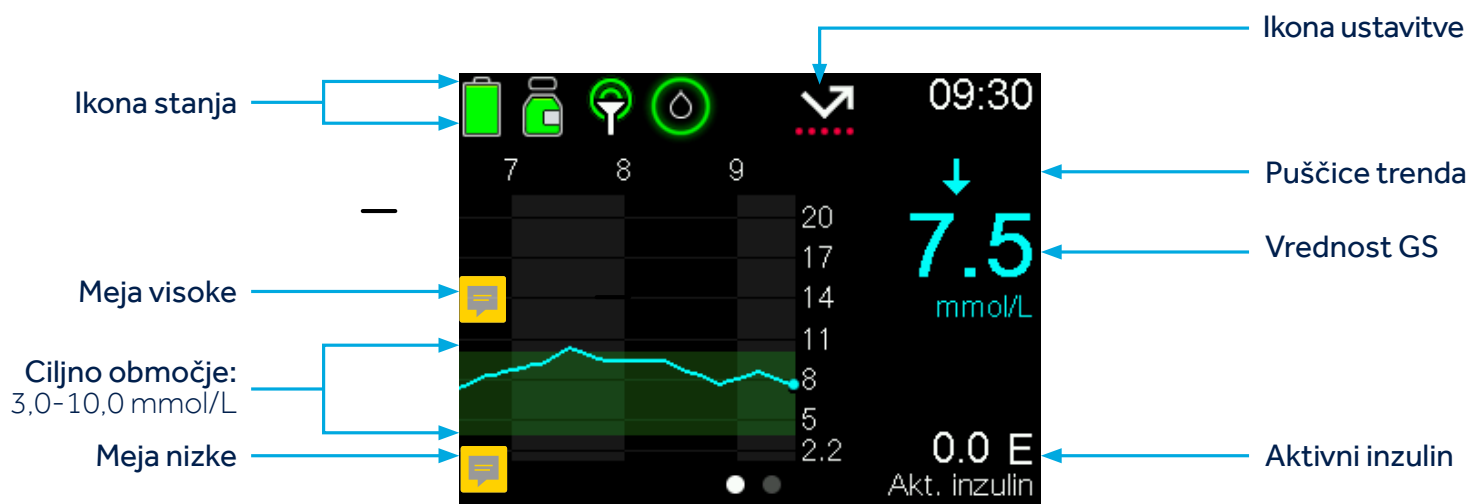 Ikona ustavitve
Ikona stanja
09:30
7 8 9
Puščice trenda
20
7.5
Vrednost GS
17
Meja visoke
14
mmol/L
11
Ciljno območje:
3,0-10,0 mmol/L
8
5
Meja nizke
2.2
0.0 E
Aktivni inzulin
Akt. inzulin